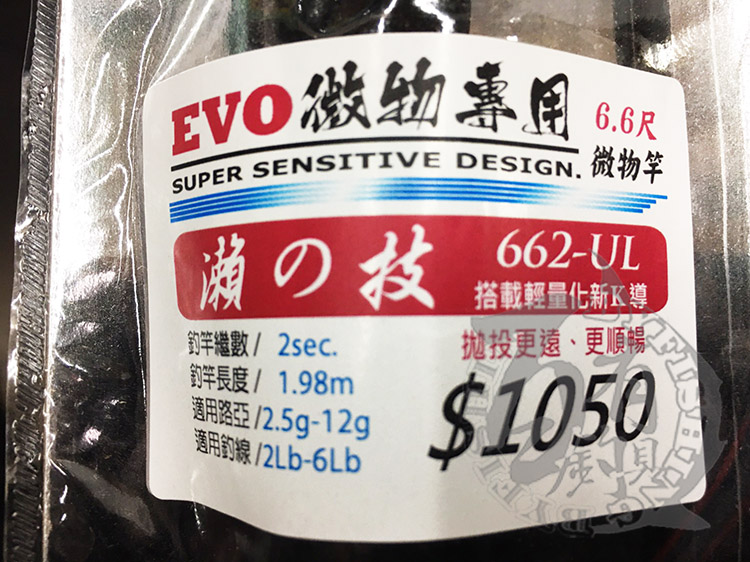 EVO微物專用 6.6尺
SUPER SENSITIVE DESIGN. 微物竿
瀨の技 662-UL
搭載輕量化新K導
釣竿繼數/ 2sec.
釣竿長度/ 1.98m
適用路亞/2.5g-12g
適用釣線/2Lb-6Lb
拋投更遠、更順暢
$1050